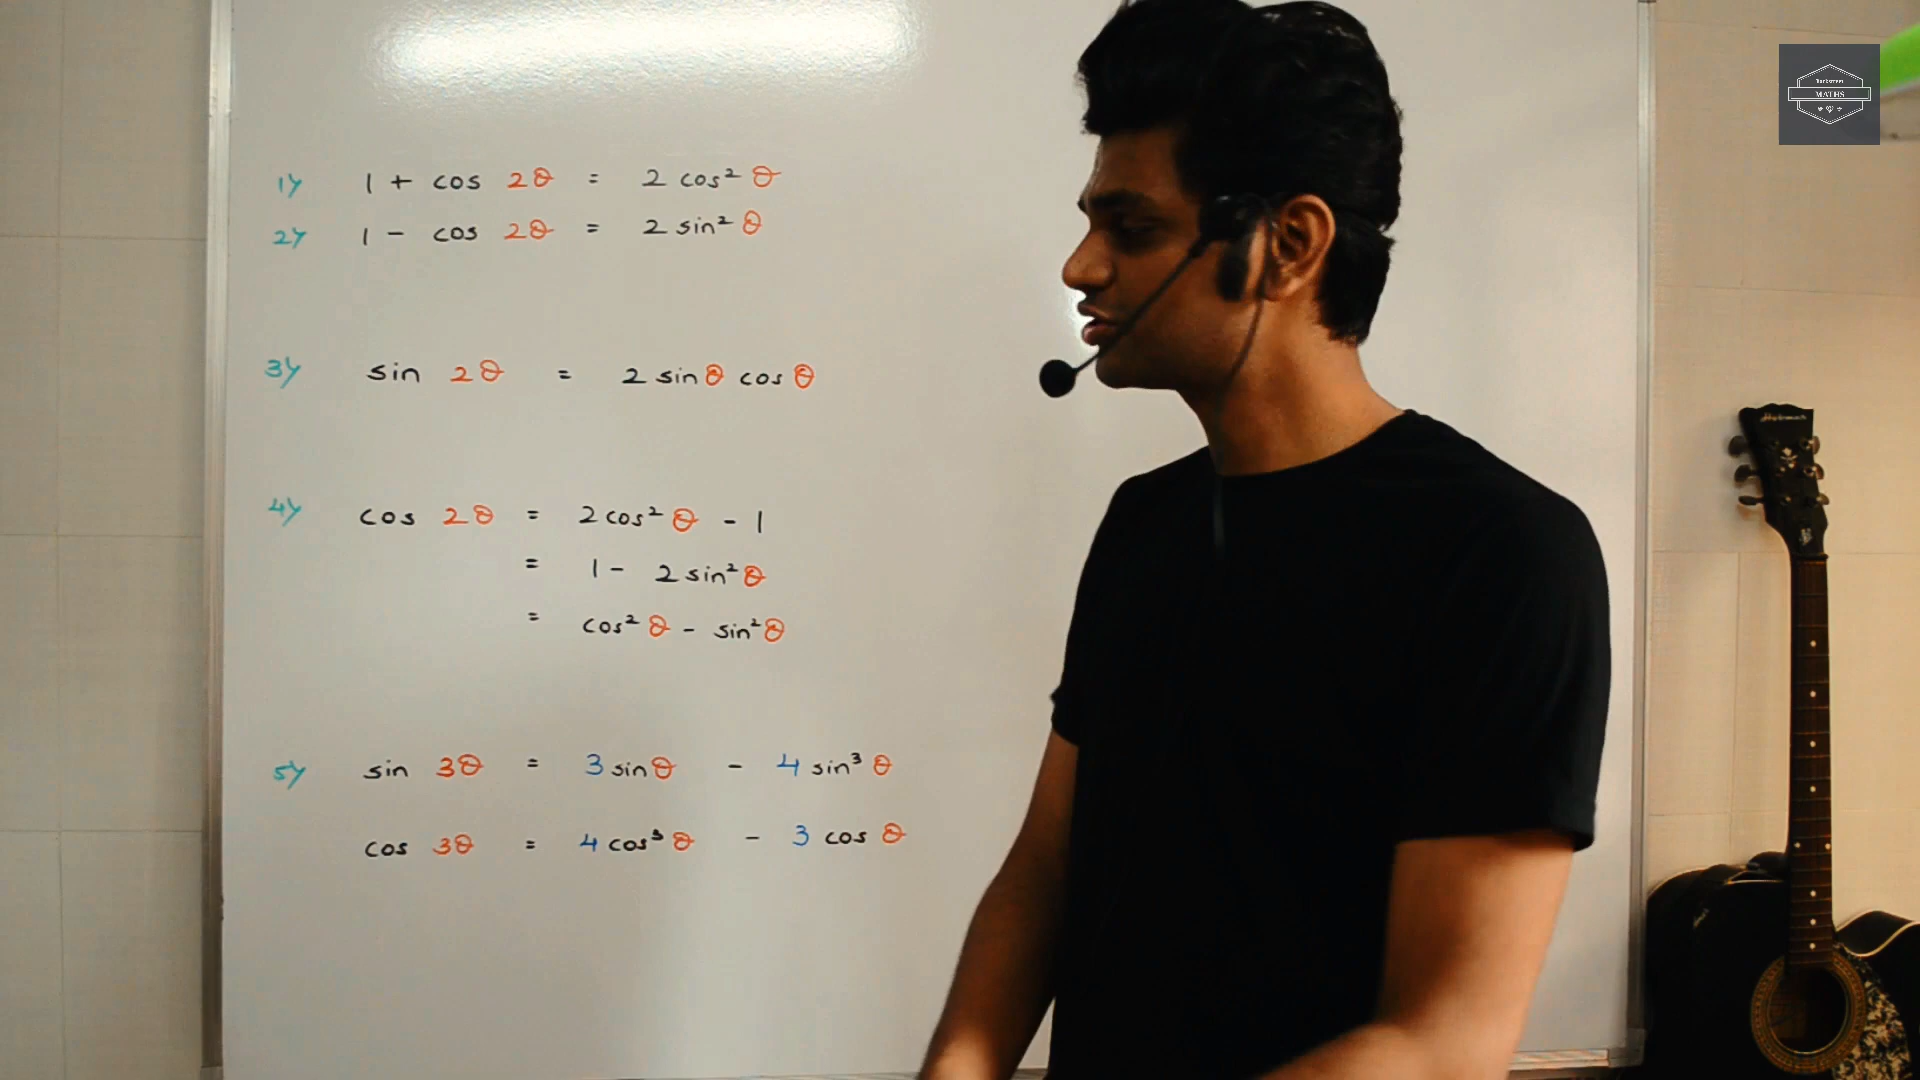 1) 1 + cos 2θ = 2 cos² θ
2) 1 - cos 2θ = 2 sin² θ
3) sin 2θ = 2 sin θ cos θ
4) cos 2θ = 2 cos² θ - 1
= 1 - 2 sin² θ
= cos² θ - sin² θ
5) sin 3θ = 3 sin θ - 4 sin³ θ
cos 3θ = 4 cos³ θ - 3 cos θ
MATHS